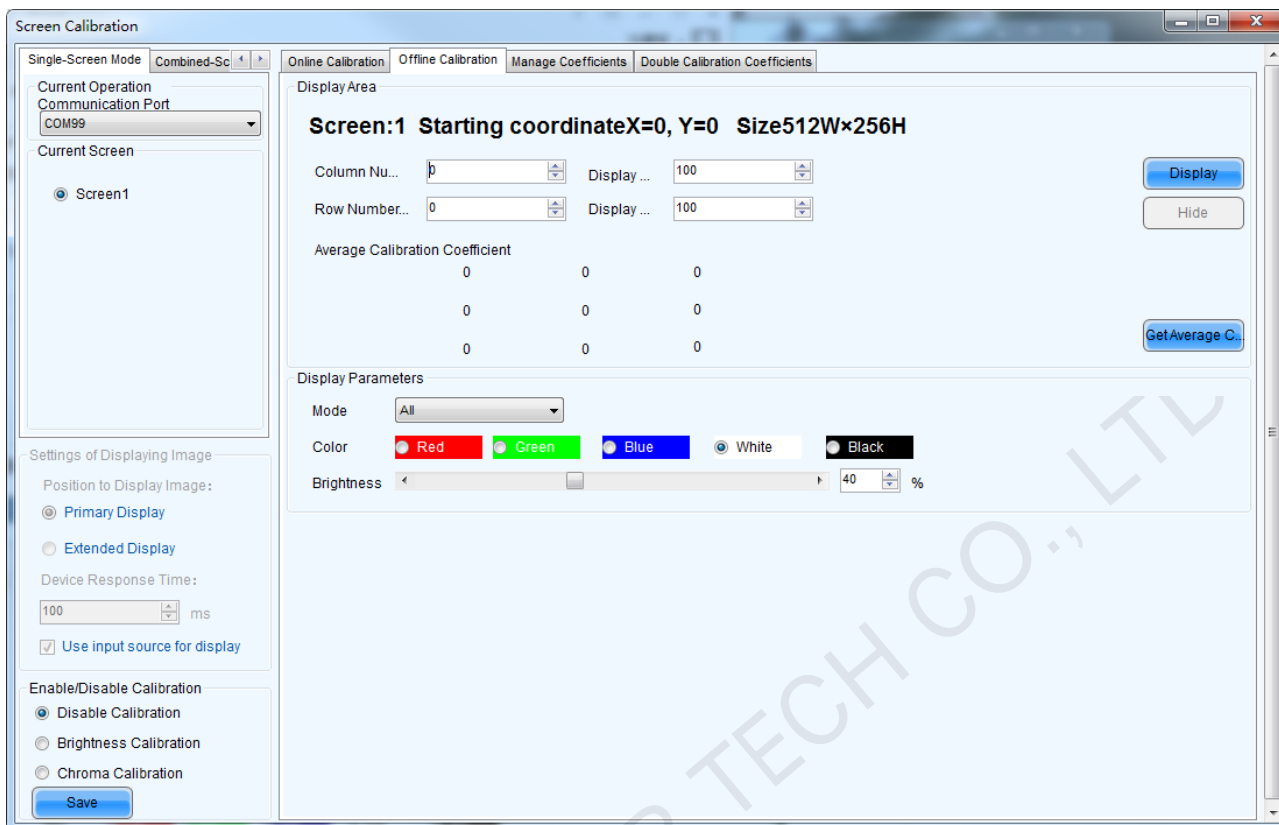 Screen Calibration
Single-Screen Mode Combined-Sc
Current Operation
Communication Port
COM99
Current Screen
Screen1
Settings of Displaying Image
Position to Display Image:
Primary Display
Extended Display
Device Response Time:
100 ms
Use input source for display
Enable/Disable Calibration
Disable Calibration
Brightness Calibration
Chroma Calibration
Save
Online Calibration Offline Calibration Manage Coefficients Double Calibration Coefficients
Display Area
Screen:1 Starting coordinateX=0, Y=0 Size512W×256H
Column Nu... 0 Display ... 100 Display
Row Number... 0 Display ... 100 Hide
Average Calibration Coefficient
0 0 0
0 0 0
0 0 0
Get Average C...
Display Parameters
Mode All
Color Red Green Blue White Black
Brightness 40 %
TECH CO., LTD